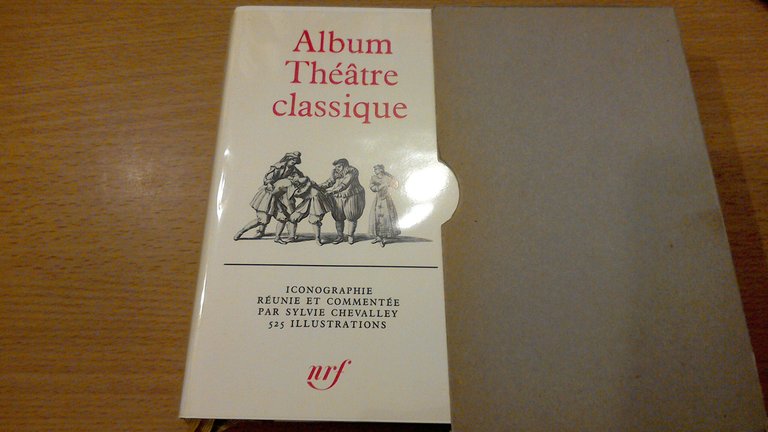 Album
Théâtre
classique
ICONOGRAPHIE
RÉUNIE ET COMMENTÉE
PAR SYLVIE CHEVALLEY
525 ILLUSTRATIONS
nrf